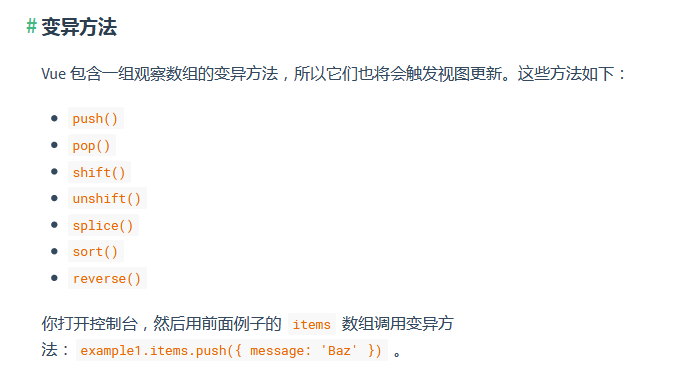 # 变异方法
Vue 包含一组观察数组的变异方法，所以它们也将会触发视图更新。这些方法如下：
push()
pop()
shift()
unshift()
splice()
sort()
reverse()
你打开控制台，然后用前面例子的 items 数组调用变异方
法：example1.items.push({ message: 'Baz' }) 。